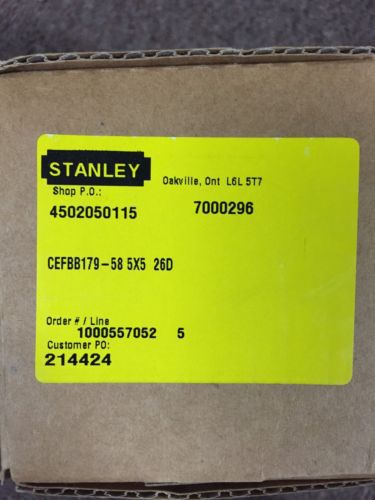 STANLEY
Oakville, Ont L6L 5T7
Shop P.O.:
4502050115 7000296
CEFBB179-58 5X5 26D
Order # / Line
1000557052 5
Customer PO:
214424